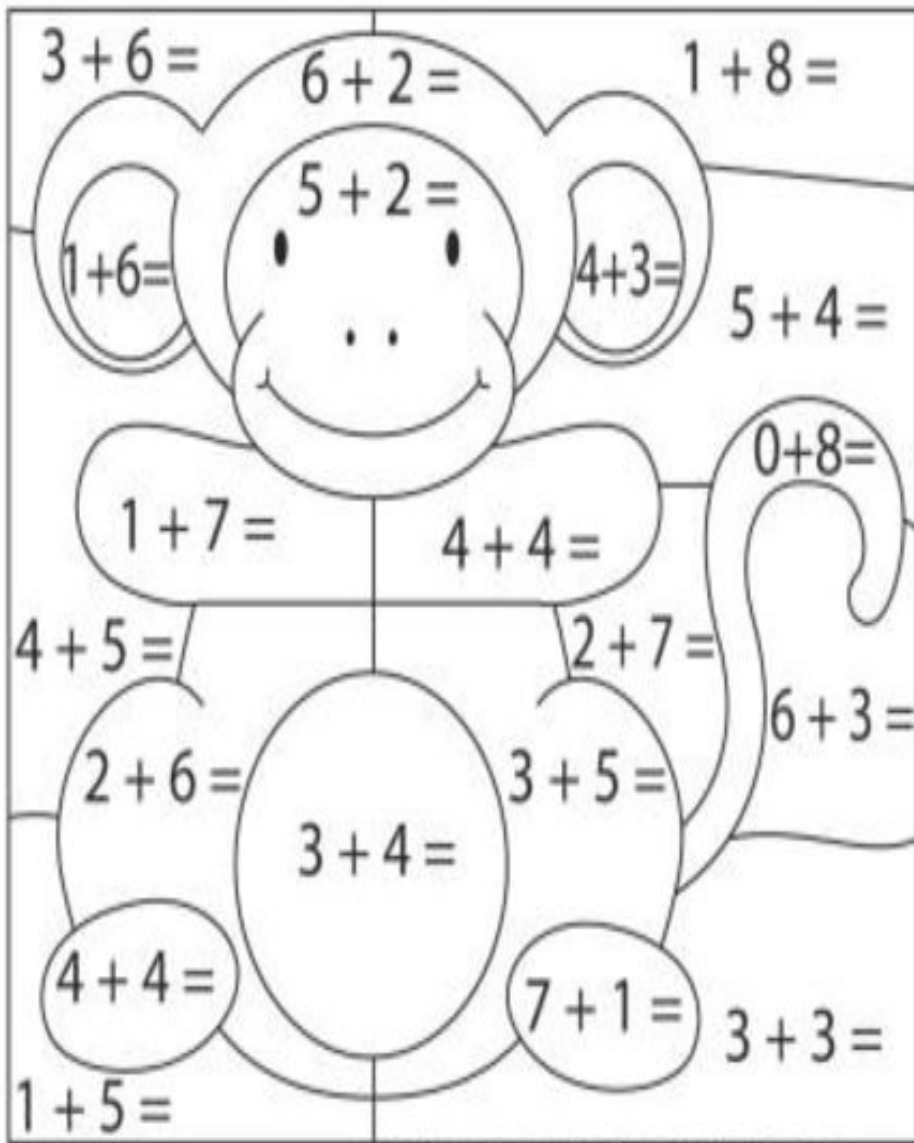 3 + 6 =
6 + 2 =
1 + 8 =
5 + 2 =
1+6=
4+3=
5 + 4 =
0+8=
1 + 7 =
4 + 4 =
4 + 5 =
2 + 7 =
6 + 3 =
2 + 6 =
3 + 5 =
3 + 4 =
4 + 4 =
7 + 1 =
3 + 3 =
1 + 5 =